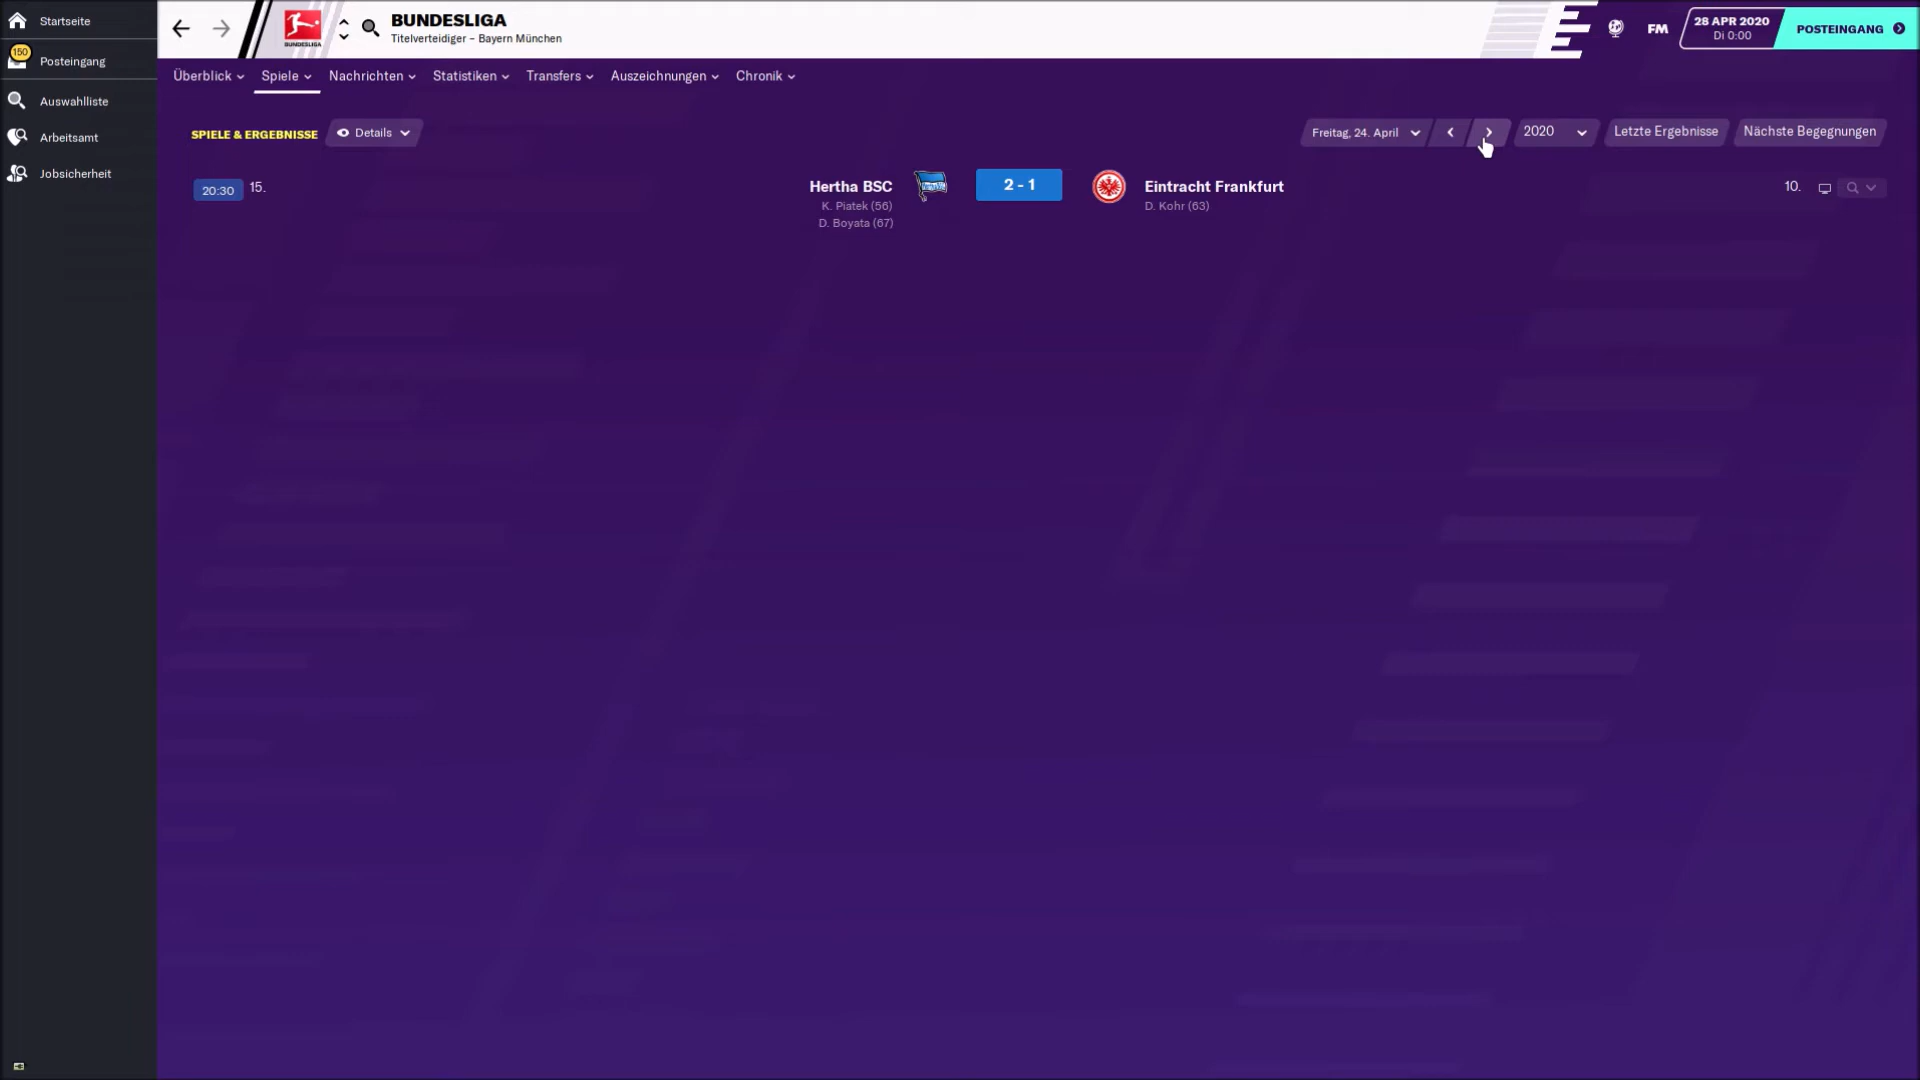 Startseite
150
Posteingang
Auswahlliste
Arbeitsamt
Jobsicherheit
BUNDESLIGA
BUNDESLIGA
Titelverteidiger – Bayern München
FM
28 APR 2020
Di 0:00
POSTEINGANG
Überblick
Spiele
Nachrichten
Statistiken
Transfers
Auszeichnungen
Chronik
SPIELE & ERGEBNISSE
Details
Freitag, 24. April
2020
Letzte Ergebnisse
Nächste Begegnungen
20:30
15.
Hertha BSC
2 - 1
Eintracht Frankfurt
10.
K. Piatek (56)
D. Kohr (63)
D. Boyata (67)